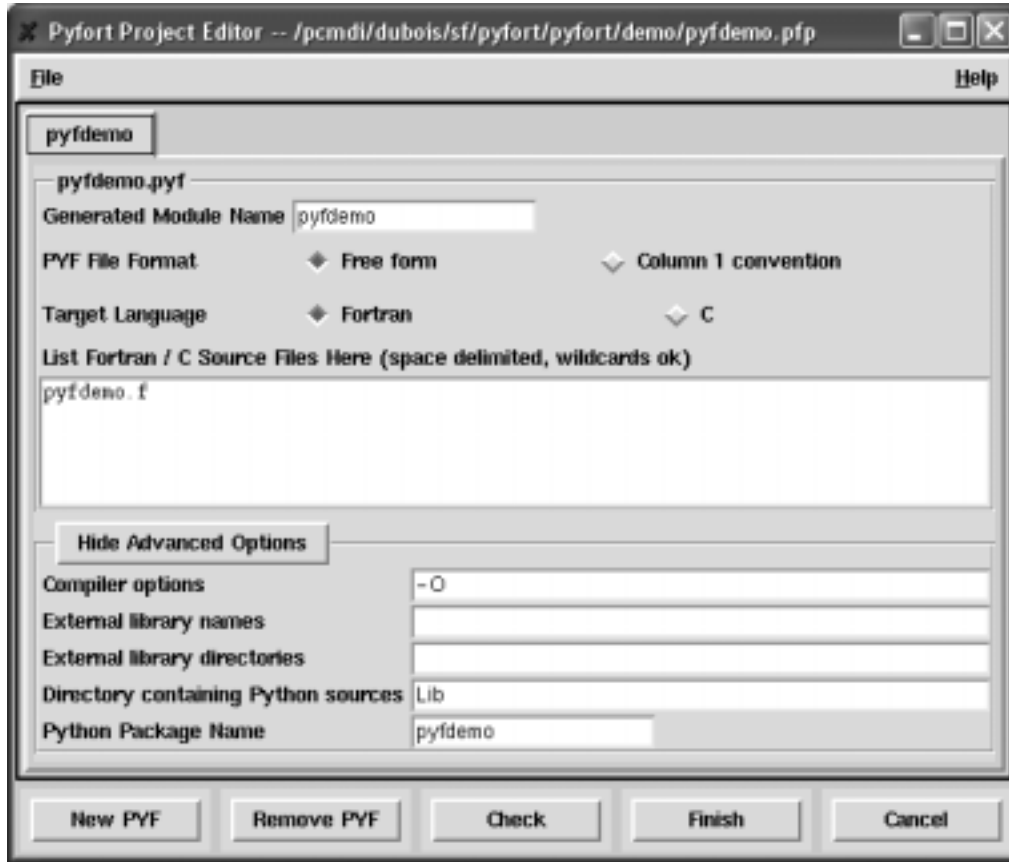 Pyfort Project Editor -- /pcmdi/dubois/sf/pyfort/pyfort/demo/pyfdemo.pfp
File Help
pyfdemo
pyfdemo.pyf
Generated Module Name pyfdemo
PYF File Format Free form Column 1 convention
Target Language Fortran C
List Fortran / C Source Files Here (space delimited, wildcards ok)
pyfdemo.f
Hide Advanced Options
Compiler options -O
External library names
External library directories
Directory containing Python sources Lib
Python Package Name pyfdemo
New PYF Remove PYF Check Finish Cancel